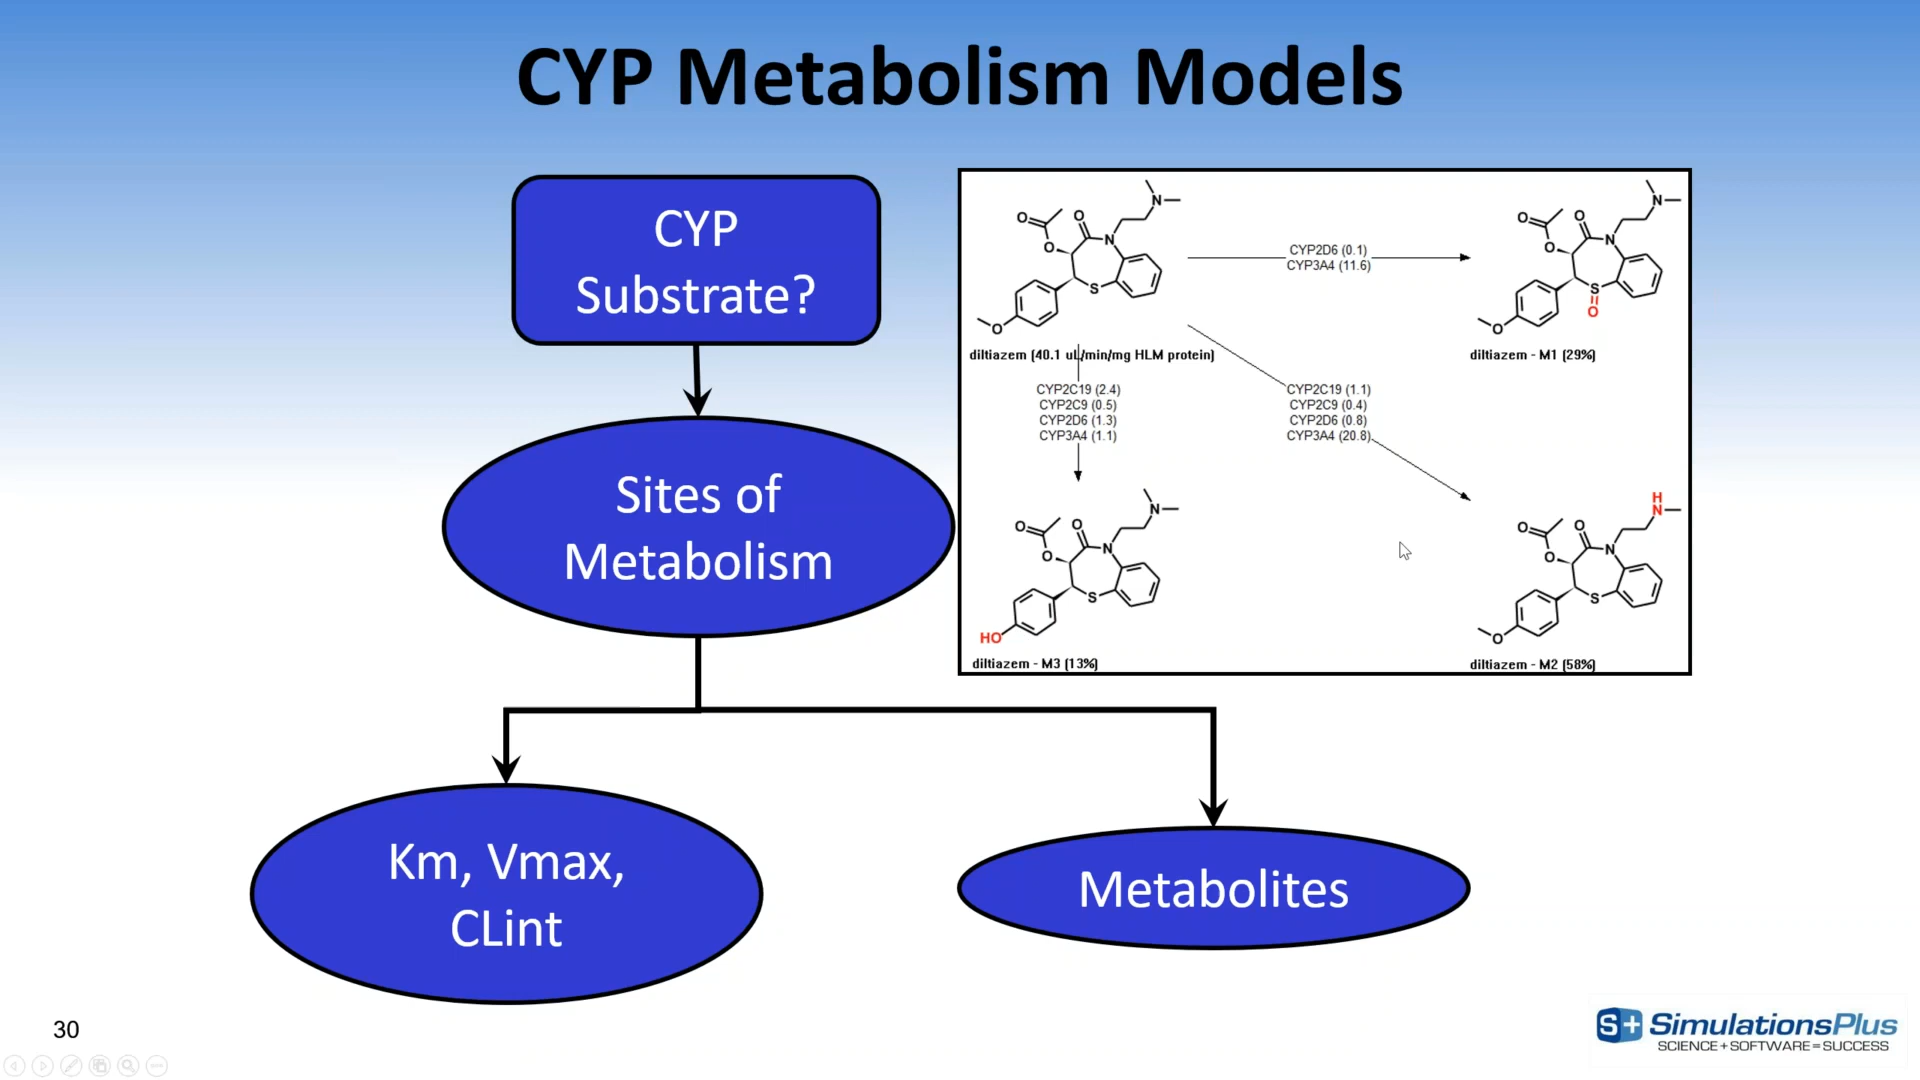 CYP Metabolism Models
CYP
Substrate?
Sites of
Metabolism
Km, Vmax,
CLint
Metabolites
O
O
O
N
N
S
O
diltiazem (40.1 uL/min/mg HLM protein)
CYP2D6 (0.1)
CYP3A4 (11.6)
O
O
O
N
N
S
O
O
diltiazem - M1 (29%)
CYP2C19 (2.4)
CYP2C9 (0.5)
CYP2D6 (1.3)
CYP3A4 (1.1)
CYP2C19 (1.1)
CYP2C9 (0.4)
CYP2D6 (0.8)
CYP3A4 (20.8)
O
O
O
N
N
S
HO
diltiazem - M3 (13%)
O
O
O
N
H
N
S
O
diltiazem - M2 (58%)
30
S+ SimulationsPlus
SCIENCE + SOFTWARE = SUCCESS